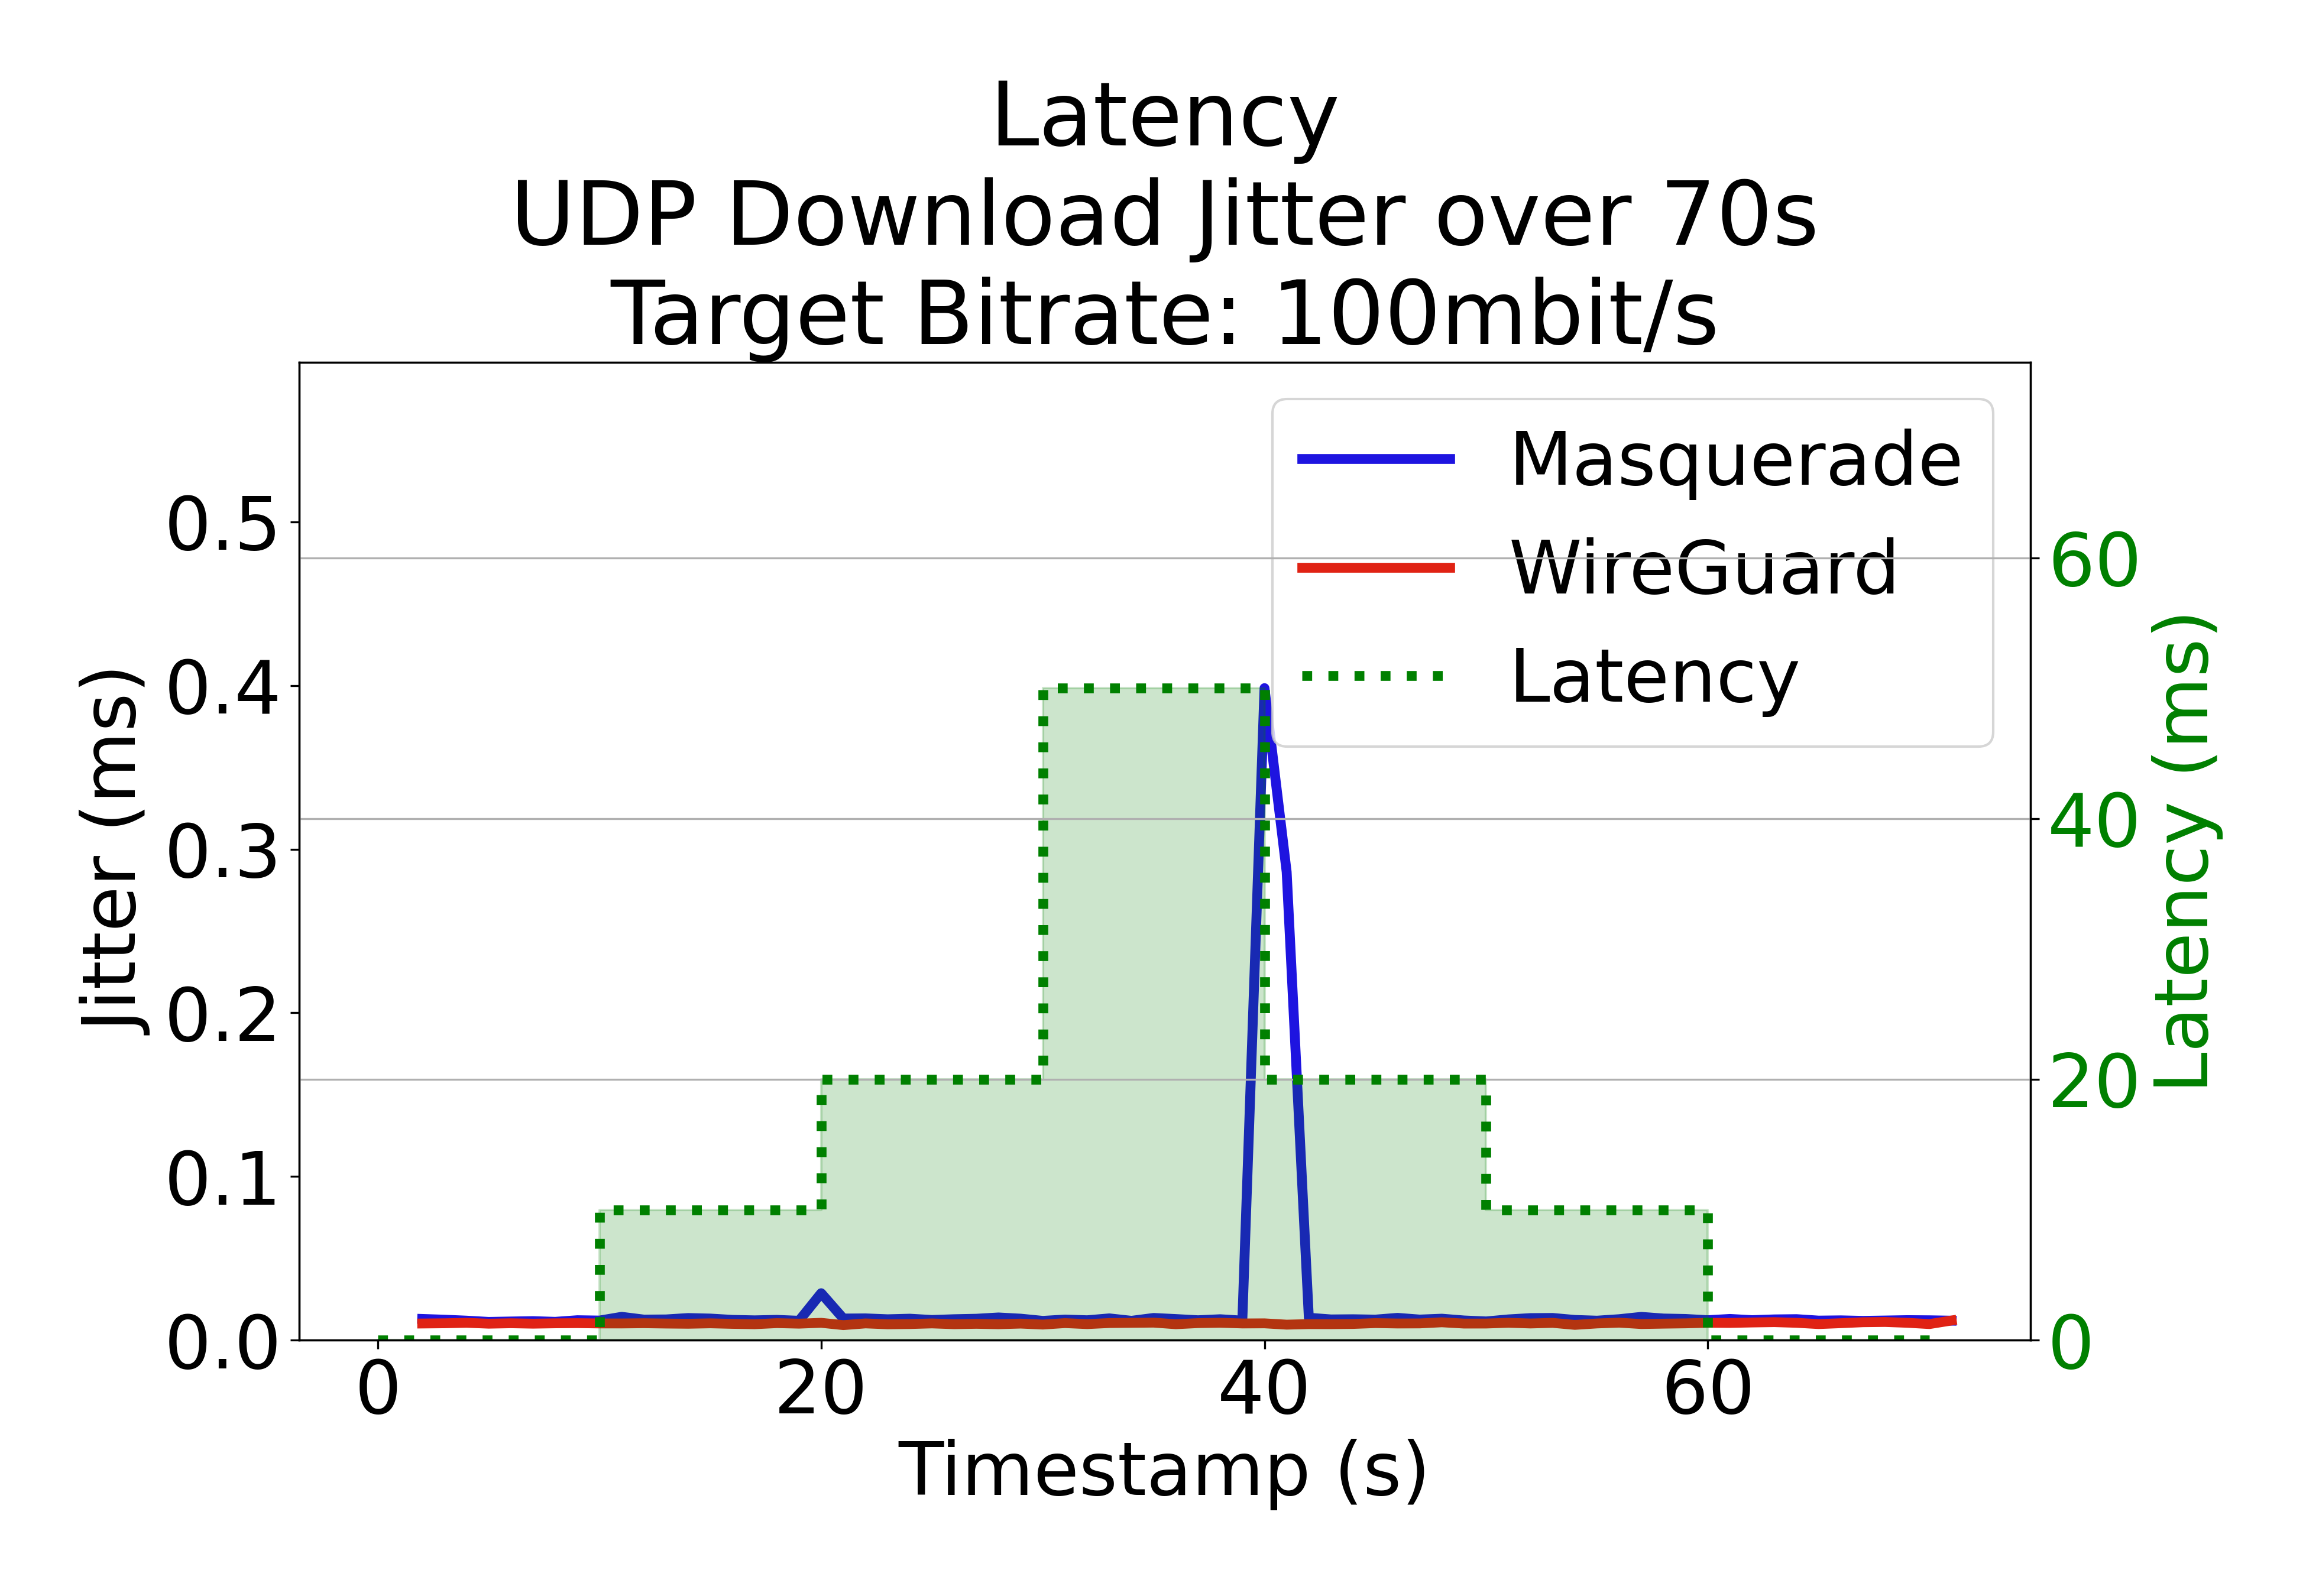 Latency
UDP Download Jitter over 70s
Target Bitrate: 100mbit/s
Masquerade
WireGuard
Latency
Jitter (ms)
0.5
0.4
0.3
0.2
0.1
0.0
60
40
20
0
Latency (ms)
0 20 40 60
Timestamp (s)